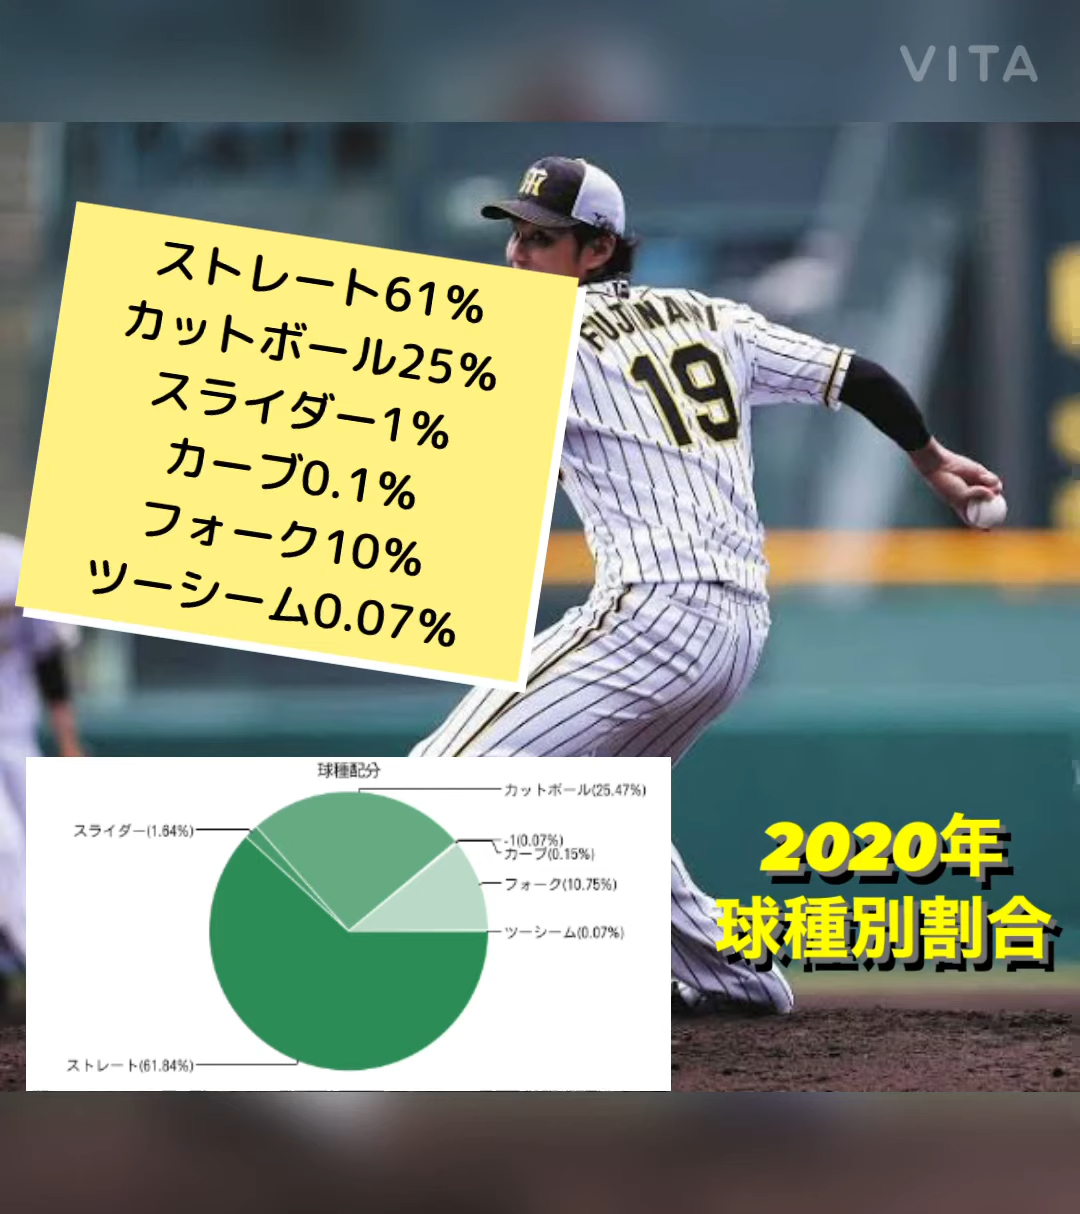 VITA
ストレート61%
カットボール25%
スライダー1%
カーブ0.1%
フォーク10%
ツーシーム0.07%
FUJINAMI
19
球種配分
カットボール(25.47%)
スライダー(1.64%)
-1(0.07%)
カーブ(0.15%)
フォーク(10.75%)
ツーシーム(0.07%)
ストレート(61.84%)
2020年
球種別割合